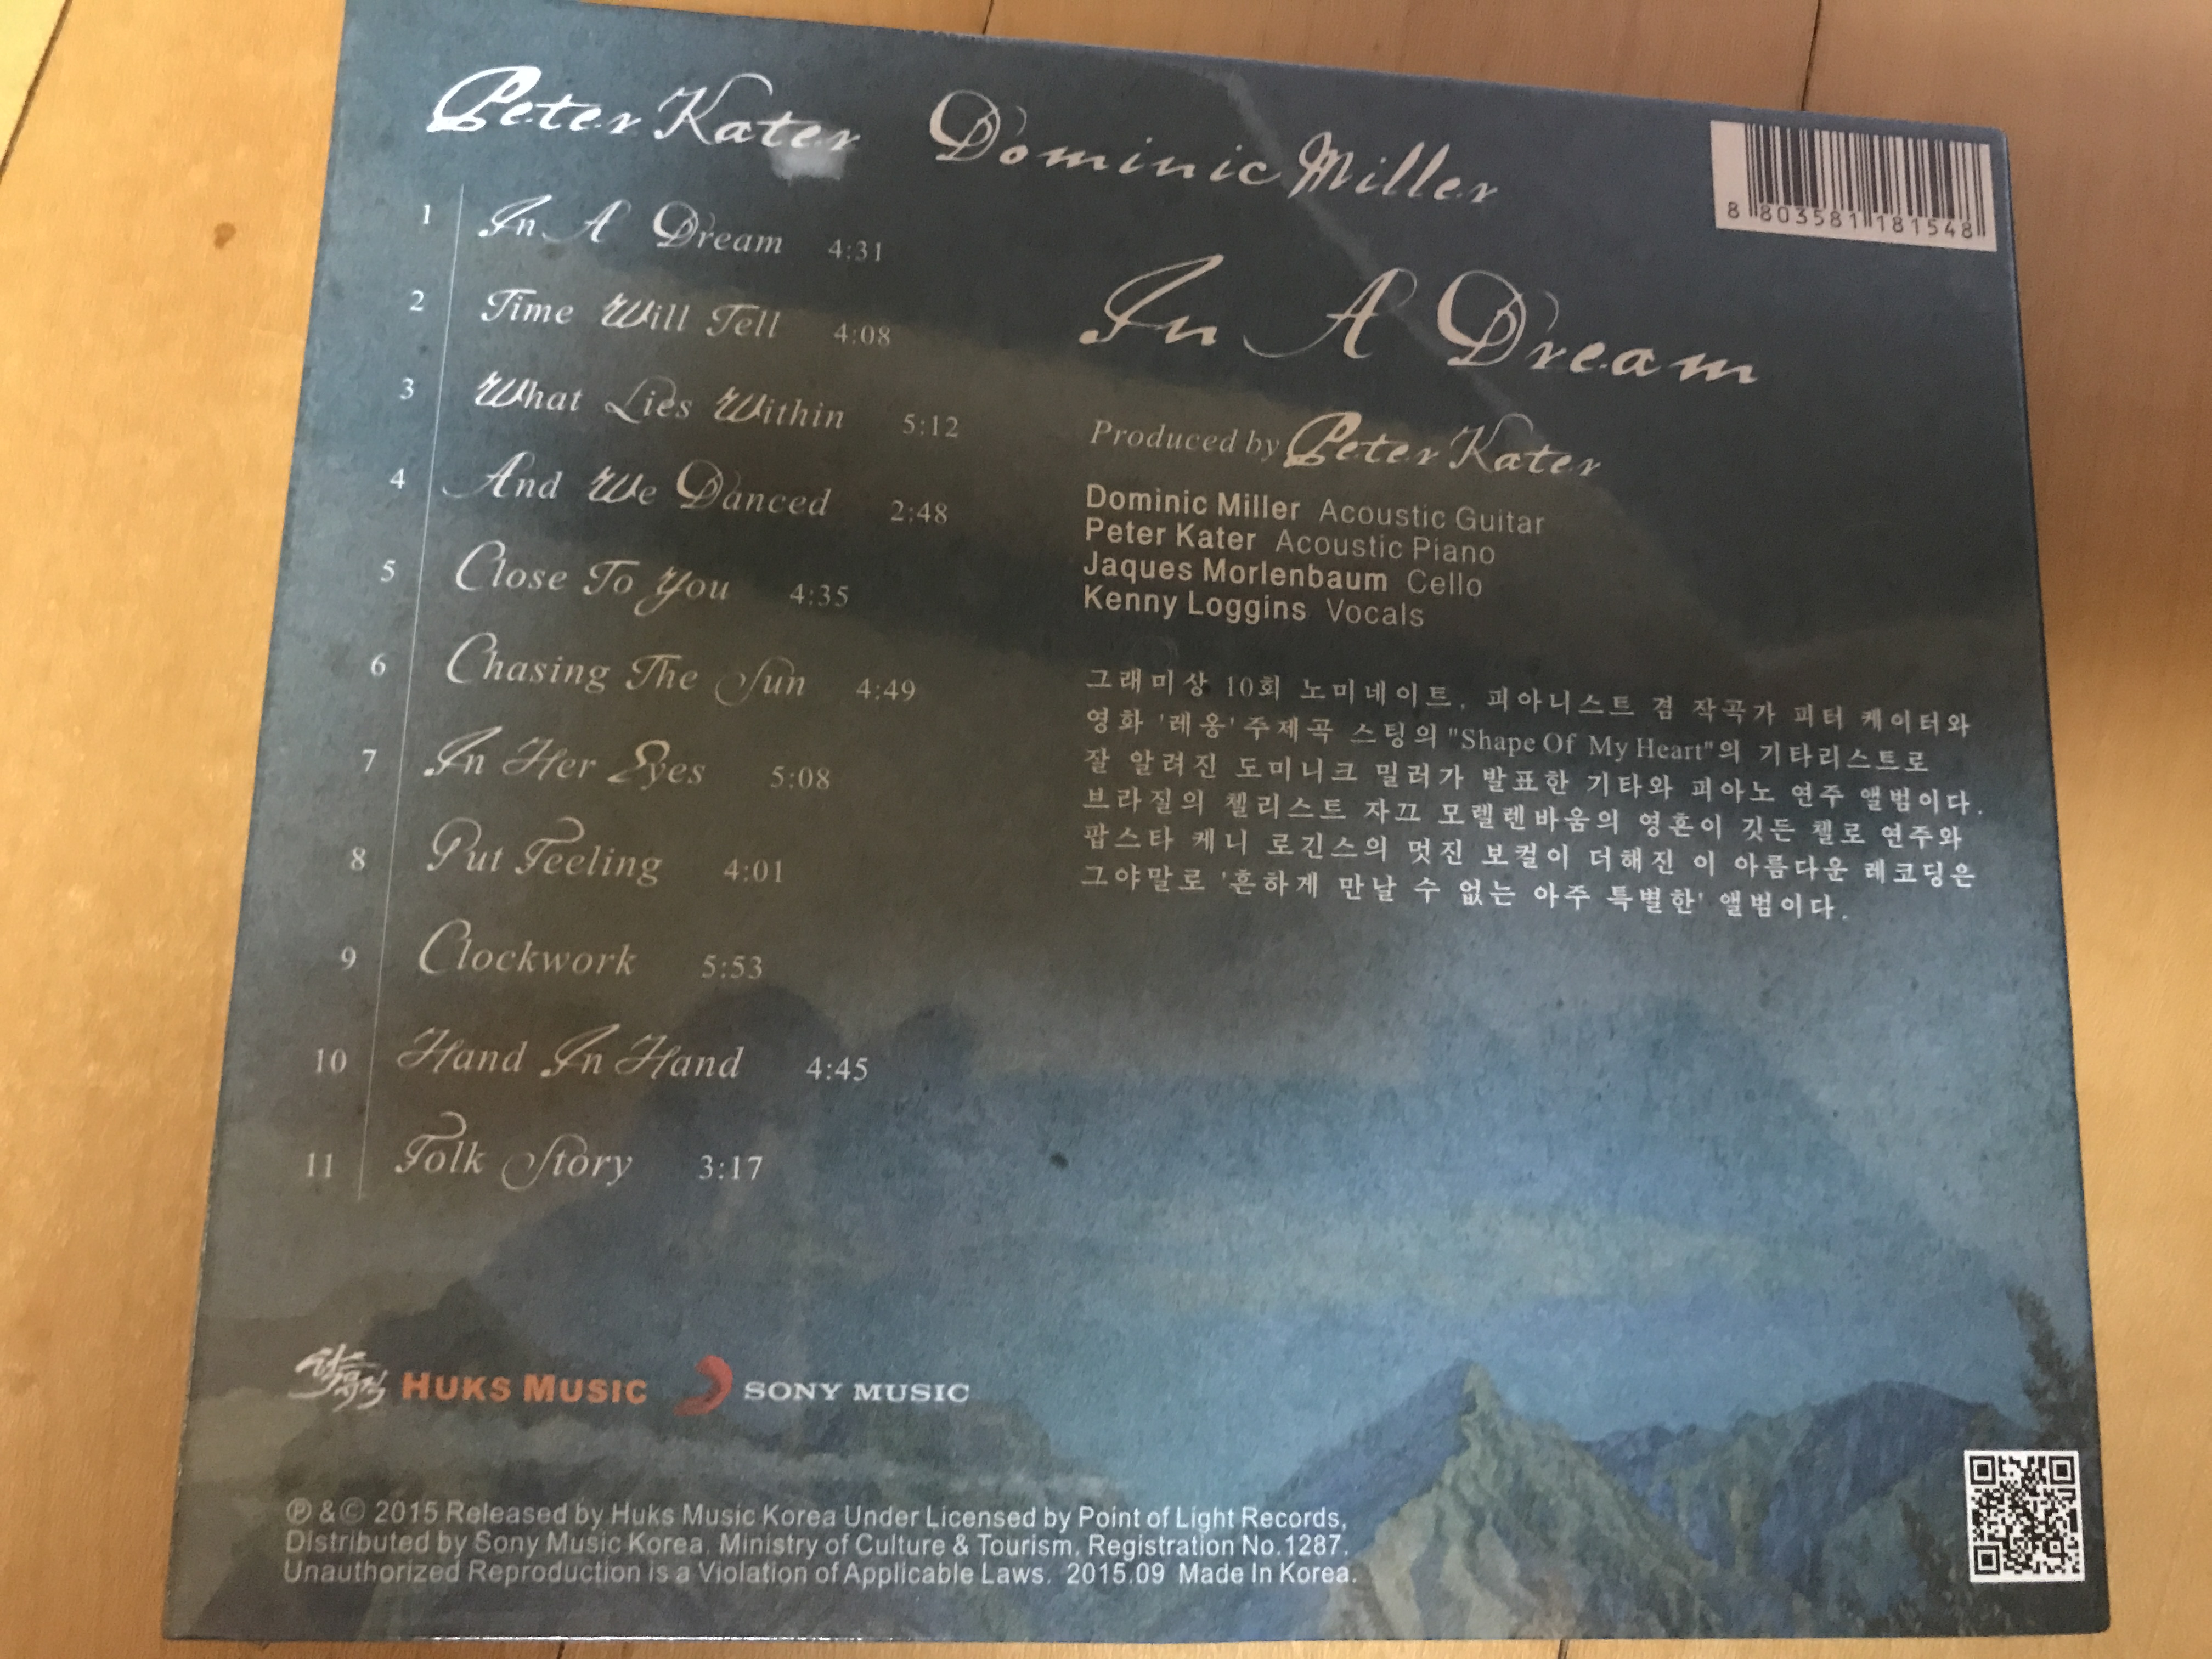 Peter Kater Dominic Miller
8 803581 181548
1 In A Dream 4:31
2 Time Will Tell 4:08
3 What Lies Within 5:12
4 And We Danced 2:48
5 Close To You 4:35
6 Chasing The Sun 4:49
7 In Her Eyes 5:08
8 Put Feeling 4:01
9 Clockwork 5:53
10 Hand In Hand 4:45
11 Folk Story 3:17
In A Dream
Produced by Peter Kater
Dominic Miller Acoustic Guitar
Peter Kater Acoustic Piano
Jaques Morlenbaum Cello
Kenny Loggins Vocals
그래미상 10회 노미네이트, 피아니스트 겸 작곡가 피터 케이터와
영화 '레옹' 주제곡 스팅의 "Shape Of My Heart"의 기타리스트로
잘 알려진 도미니크 밀러가 발표한 기타와 피아노 연주 앨범이다.
브라질의 첼리스트 자끄 모렐렌바움의 영혼이 깃든 첼로 연주와
팝스타 케니 로긴스의 멋진 보컬이 더해진 이 아름다운 레코딩은
그야말로 '흔하게 만날 수 없는 아주 특별한' 앨범이다.
HUKS MUSIC SONY MUSIC
℗ & © 2015 Released by Huks Music Korea Under Licensed by Point of Light Records,
Distributed by Sony Music Korea. Ministry of Culture & Tourism, Registration No.1287.
Unauthorized Reproduction is a Violation of Applicable Laws. 2015.09 Made In Korea.